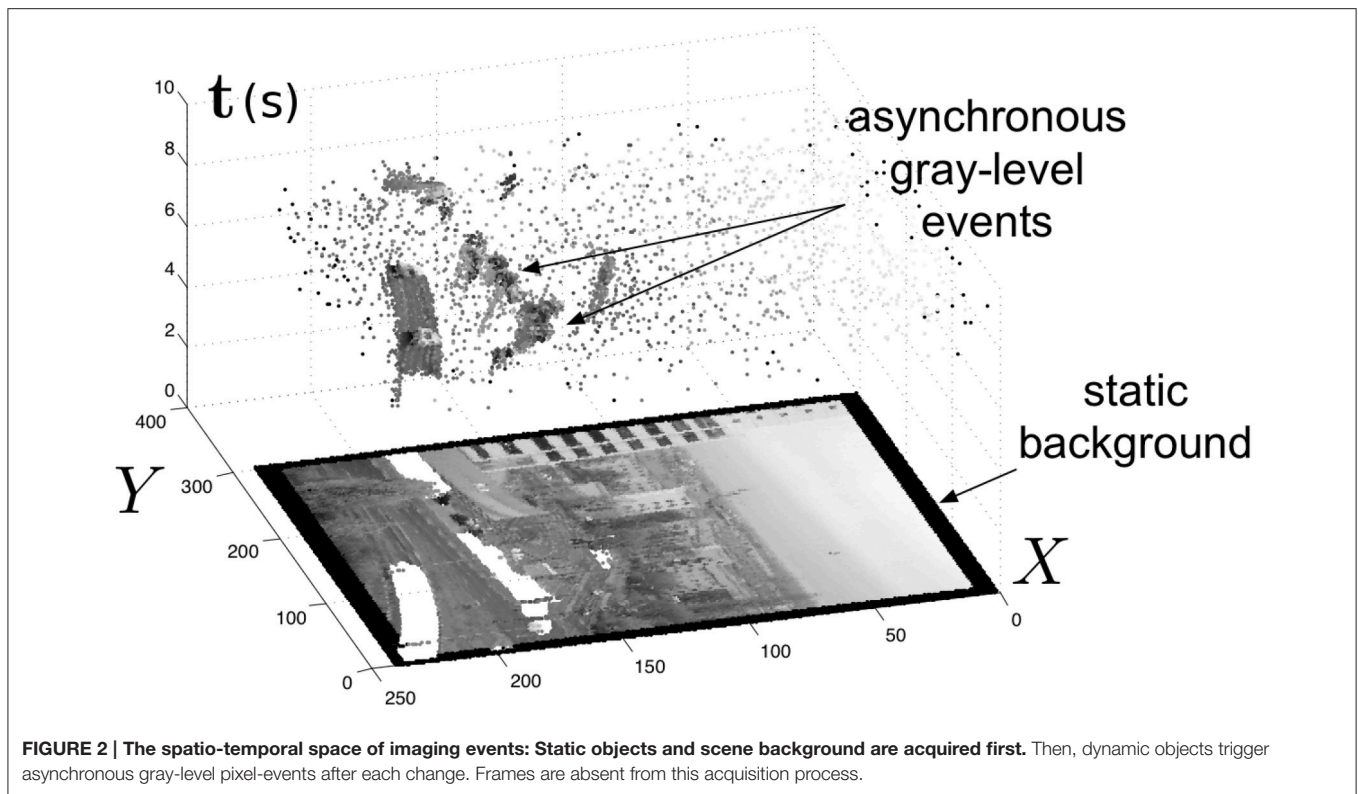 t (s)
10
8
6
4
2
0
asynchronous
gray-level
events
static
background
Y
400
300
200
100
0
X
250
200
150
100
50
0
FIGURE 2 | The spatio-temporal space of imaging events: Static objects and scene background are acquired first. Then, dynamic objects trigger
asynchronous gray-level pixel-events after each change. Frames are absent from this acquisition process.